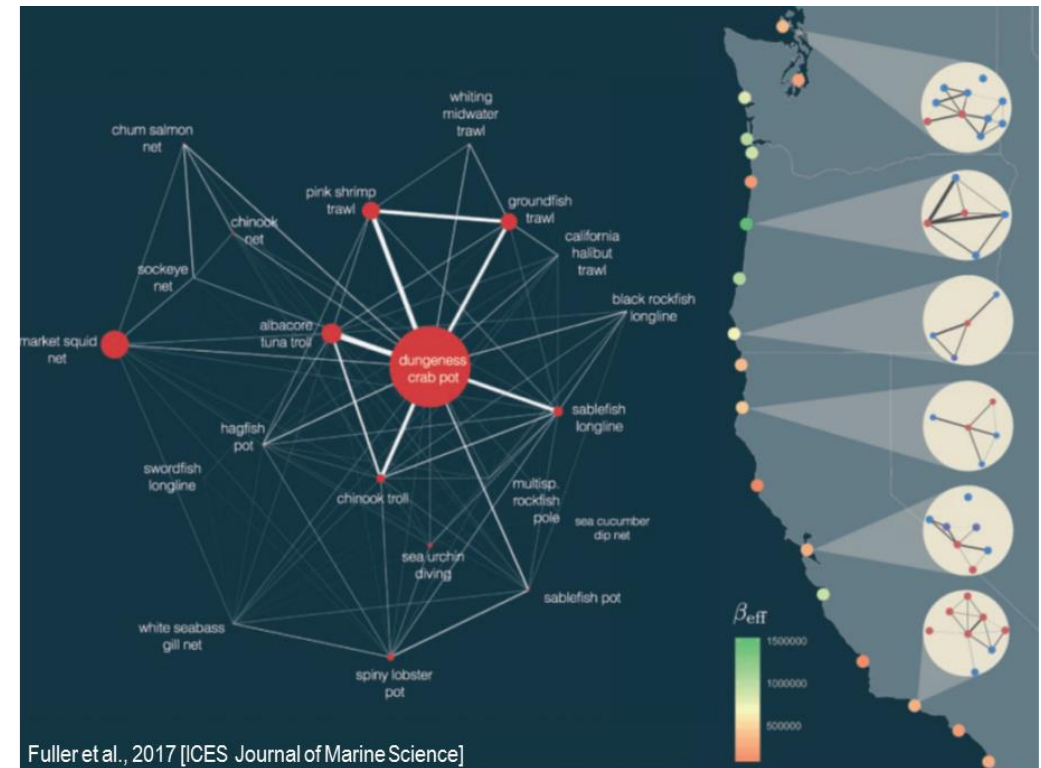 whiting
midwater
trawl
chum salmon
net
pink shrimp
trawl
groundfish
trawl
chinook
net
california
halibut
trawl
sockeye
net
black rockfish
longline
albacore
tuna troll
market squid
net
dungeness
crab pot
sablefish
longline
hagfish
pot
swordfish
longline
chinook troll
multisp.
rockfish
pole
sea cucumber
dip net
sea urchin
diving
sablefish pot
white seabass
gill net
spiny lobster
pot
βeff
1500000
1000000
500000
Fuller et al., 2017 [ICES Journal of Marine Science]